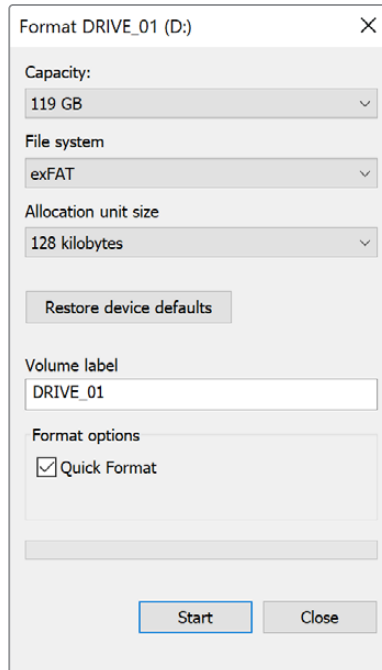 Format DRIVE_01 (D:)
Capacity:
119 GB
File system
exFAT
Allocation unit size
128 kilobytes
Restore device defaults
Volume label
DRIVE_01
Format options
Quick Format
Start Close